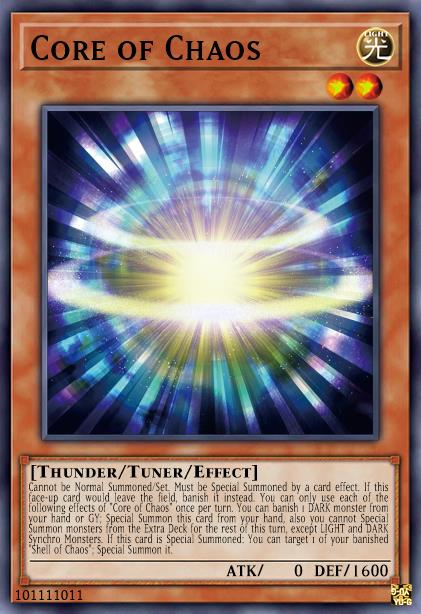 CORE OF CHAOS
LIGHT
光
[THUNDER/TUNER/EFFECT]
Cannot be Normal Summoned/Set. Must be Special Summoned by a card effect. If this
face-up card would leave the field, banish it instead. You can only use each of the
following effects of "Core of Chaos" once per turn. You can banish 1 DARK monster from
your hand or GY; Special Summon this card from your hand, also you cannot Special
Summon monsters from the Extra Deck for the rest of this turn, except LIGHT and DARK
Synchro Monsters. If this card is Special Summoned: You can target 1 of your banished
"Shell of Chaos"; Special Summon it.
ATK/ 0 DEF/1600
101111011